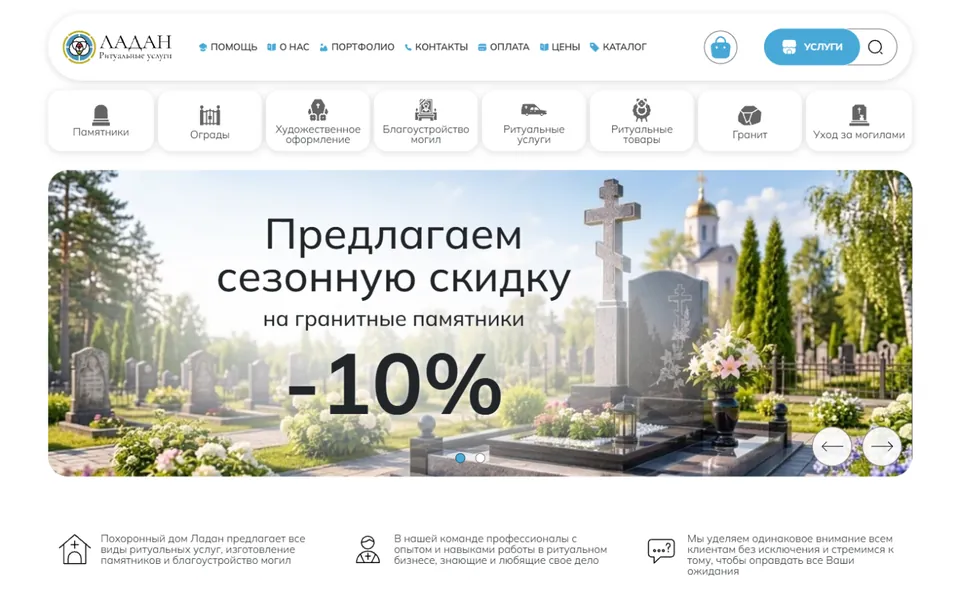 ЛАДАН
Ритуальные услуги
ПОМОЩЬ
О НАС
ПОРТФОЛИО
КОНТАКТЫ
ОПЛАТА
ЦЕНЫ
КАТАЛОГ
УСЛУГИ
Памятники
Ограды
Художественное
оформление
Благоустройство
могил
Ритуальные
услуги
Ритуальные
товары
Гранит
Уход за могилами
Предлагаем
сезонную скидку
на гранитные памятники
-10%
Похоронный дом Ладан предлагает все
виды ритуальных услуг, изготовление
памятников и благоустройство могил
В нашей команде профессионалы с
опытом и навыками работы в ритуальном
бизнесе, знающие и любящие свое дело
...?
Мы уделяем одинаковое внимание всем
клиентам без исключения и стремимся к
тому, чтобы оправдать все Ваши
ожидания